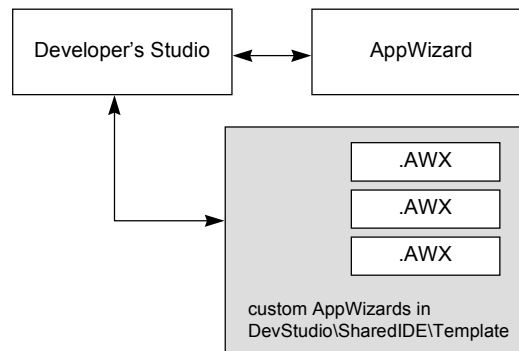 Developer’s Studio
AppWizard
.AWX
.AWX
.AWX
custom AppWizards in
DevStudio\SharedIDE\Template